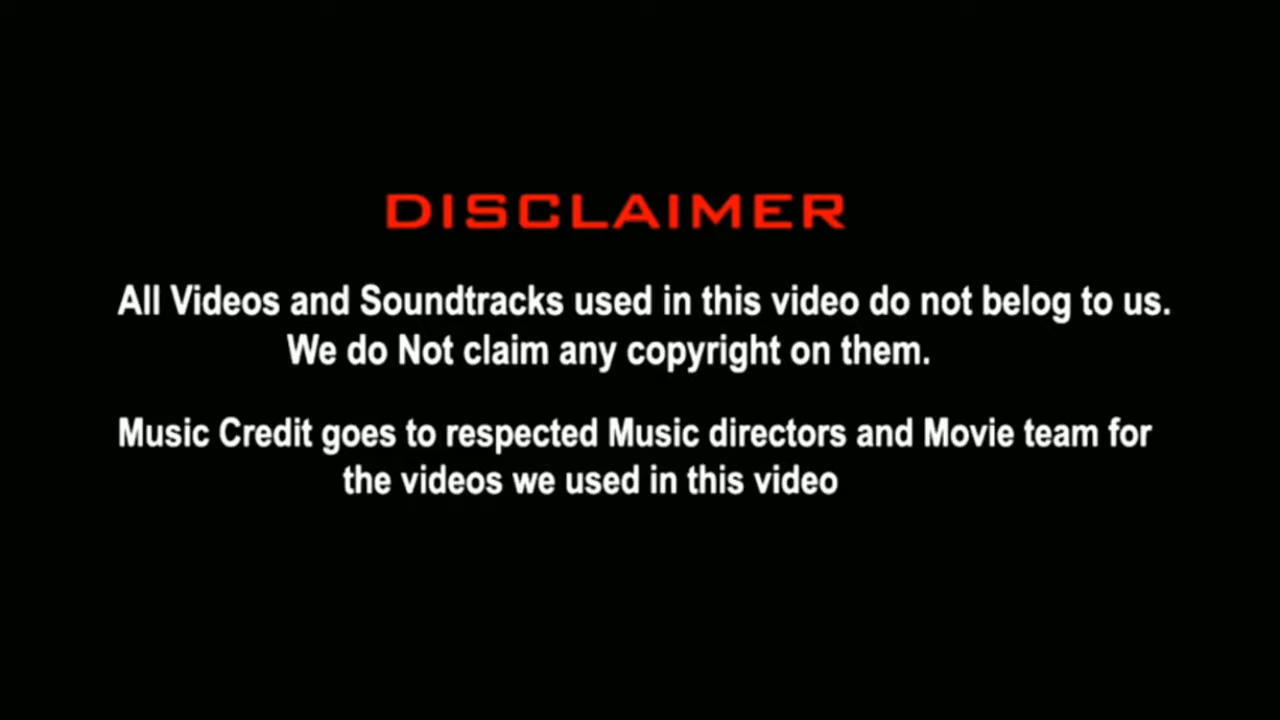 DISCLAIMER
All Videos and Soundtracks used in this video do not belog to us.
We do Not claim any copyright on them.
Music Credit goes to respected Music directors and Movie team for
the videos we used in this video